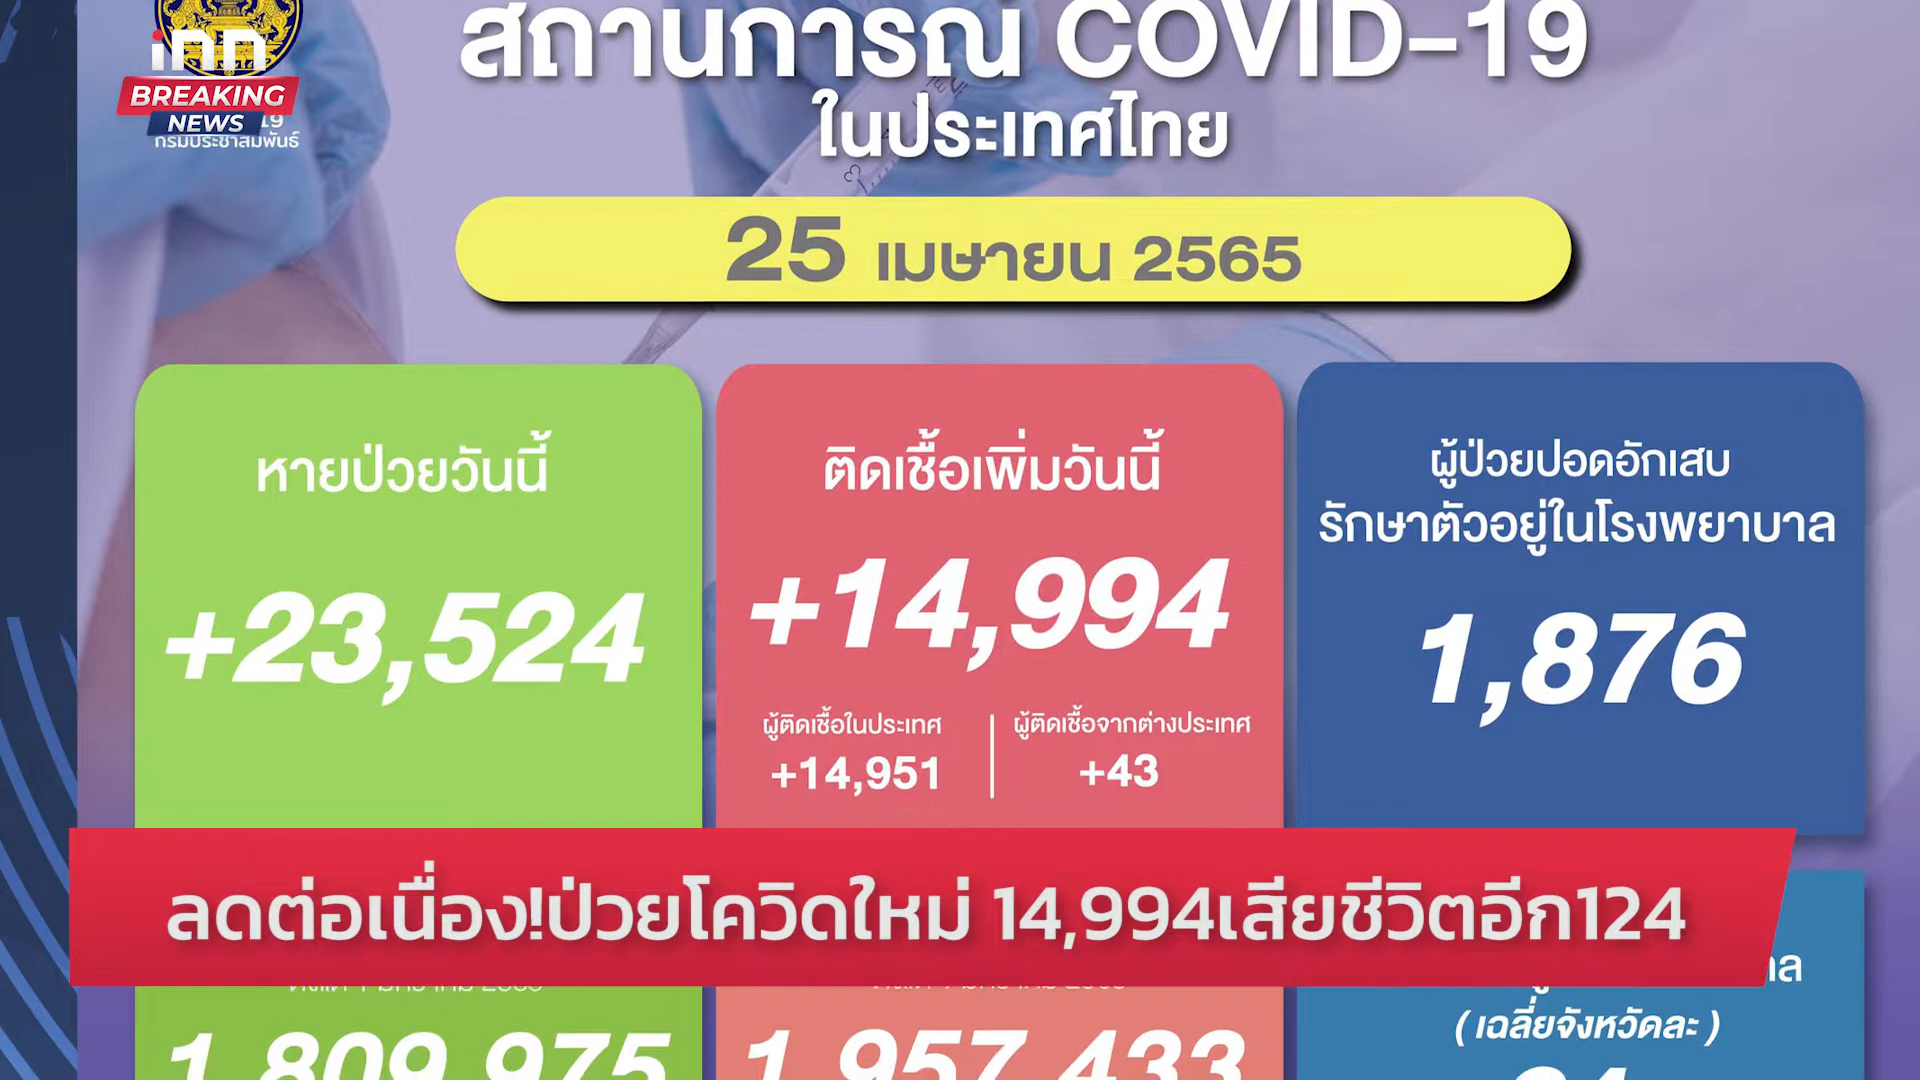 inn
BREAKING
NEWS
19
กรมประชาสัมพันธ์
สถานการณ์ COVID-19
ในประเทศไทย
25 เมษายน 2565
หายป่วยวันนี้
+23,524
ติดเชื้อเพิ่มวันนี้
+14,994
ผู้ติดเชื้อในประเทศ
+14,951
ผู้ติดเชื้อจากต่างประเทศ
+43
ผู้ป่วยปอดอักเสบ
รักษาตัวอยู่ในโรงพยาบาล
1,876
ลดต่อเนื่อง!ป่วยโควิดใหม่ 14,994เสียชีวิตอีก124
1,809,975
1,957,433
(เฉลี่ยจังหวัดละ)